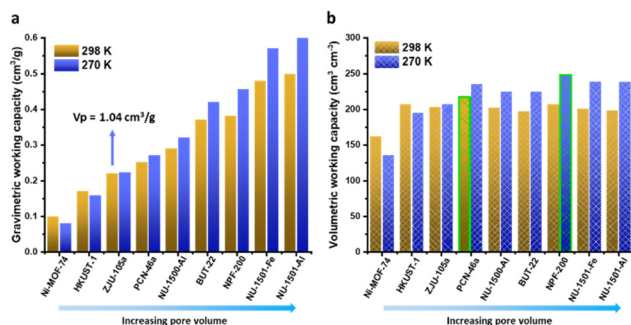 a
Gravimetric working capacity (cm³/g)
0.6
0.5
0.4
0.3
0.2
0.1
0.0
298 K
270 K
Vp = 1.04 cm³/g
Ni-MOF-74
HKUST-1
ZJU-105a
PCN-46a
NU-1500-Al
BUT-22
NPF-200
NU-1501-Fe
NU-1501-Al
Increasing pore volume
b
Volumetric working capacity (cm³ cm⁻³)
300
250
200
150
100
50
0
298 K
270 K
Ni-MOF-74
HKUST-1
ZJU-105a
PCN-46a
NU-1500-Al
BUT-22
NPF-200
NU-1501-Fe
NU-1501-Al
Increasing pore volume